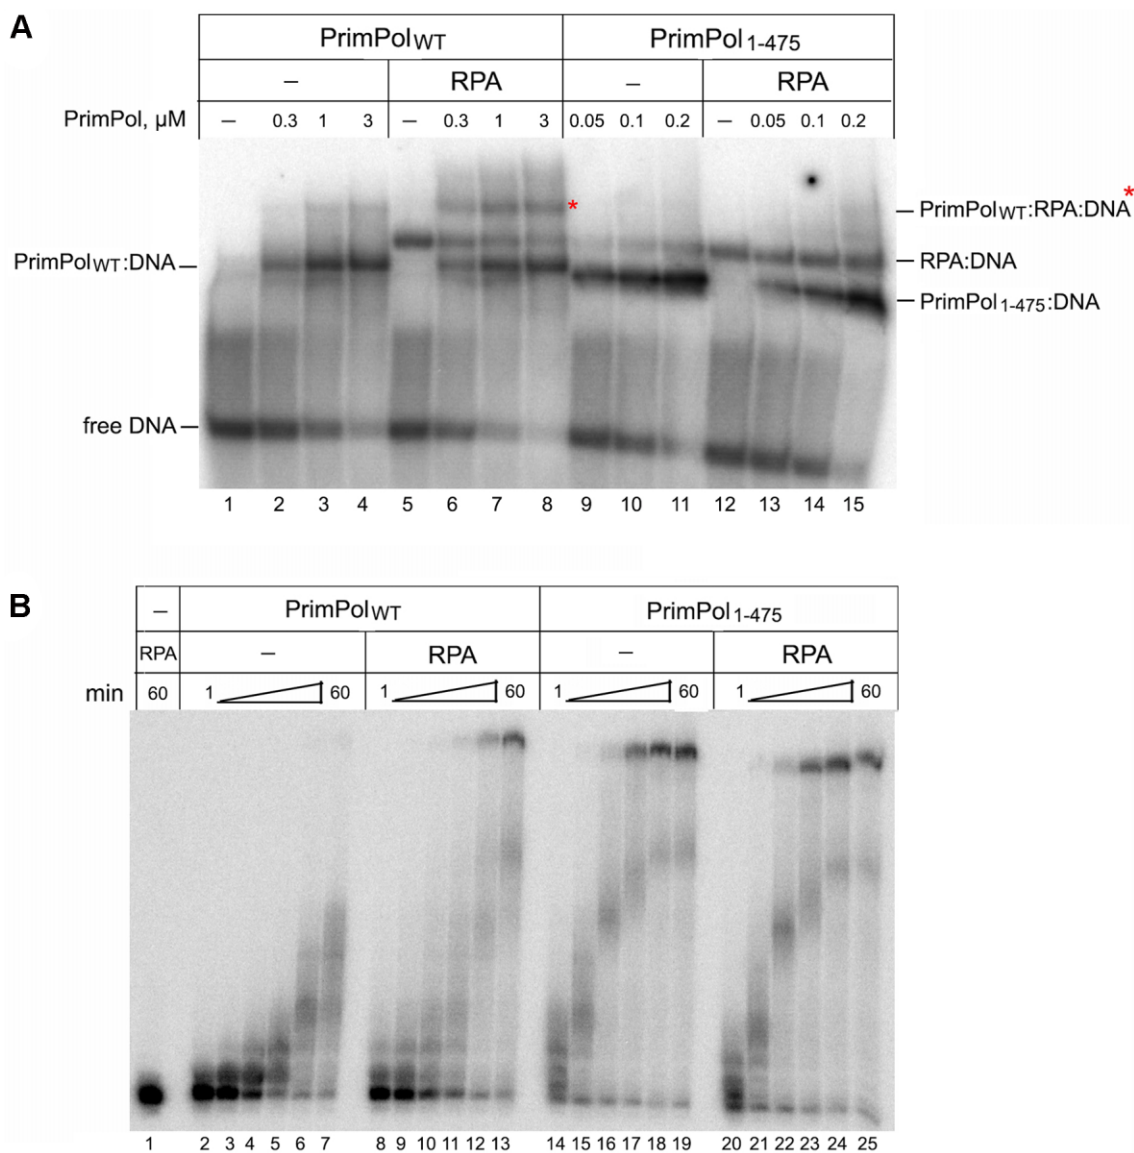 A
PrimPolWT PrimPol1-475
– RPA – RPA
PrimPol, µM – 0.3 1 3 – 0.3 1 3 0.05 0.1 0.2 – 0.05 0.1 0.2
*
*
PrimPolWT:RPA:DNA
PrimPolWT:DNA
RPA:DNA
PrimPol1-475:DNA
free DNA
1 2 3 4 5 6 7 8 9 10 11 12 13 14 15
B
– PrimPolWT PrimPol1-475
RPA – RPA – RPA
min 60 1 60 1 60 1 60 1 60
1 2 3 4 5 6 7 8 9 10 11 12 13 14 15 16 17 18 19 20 21 22 23 24 25